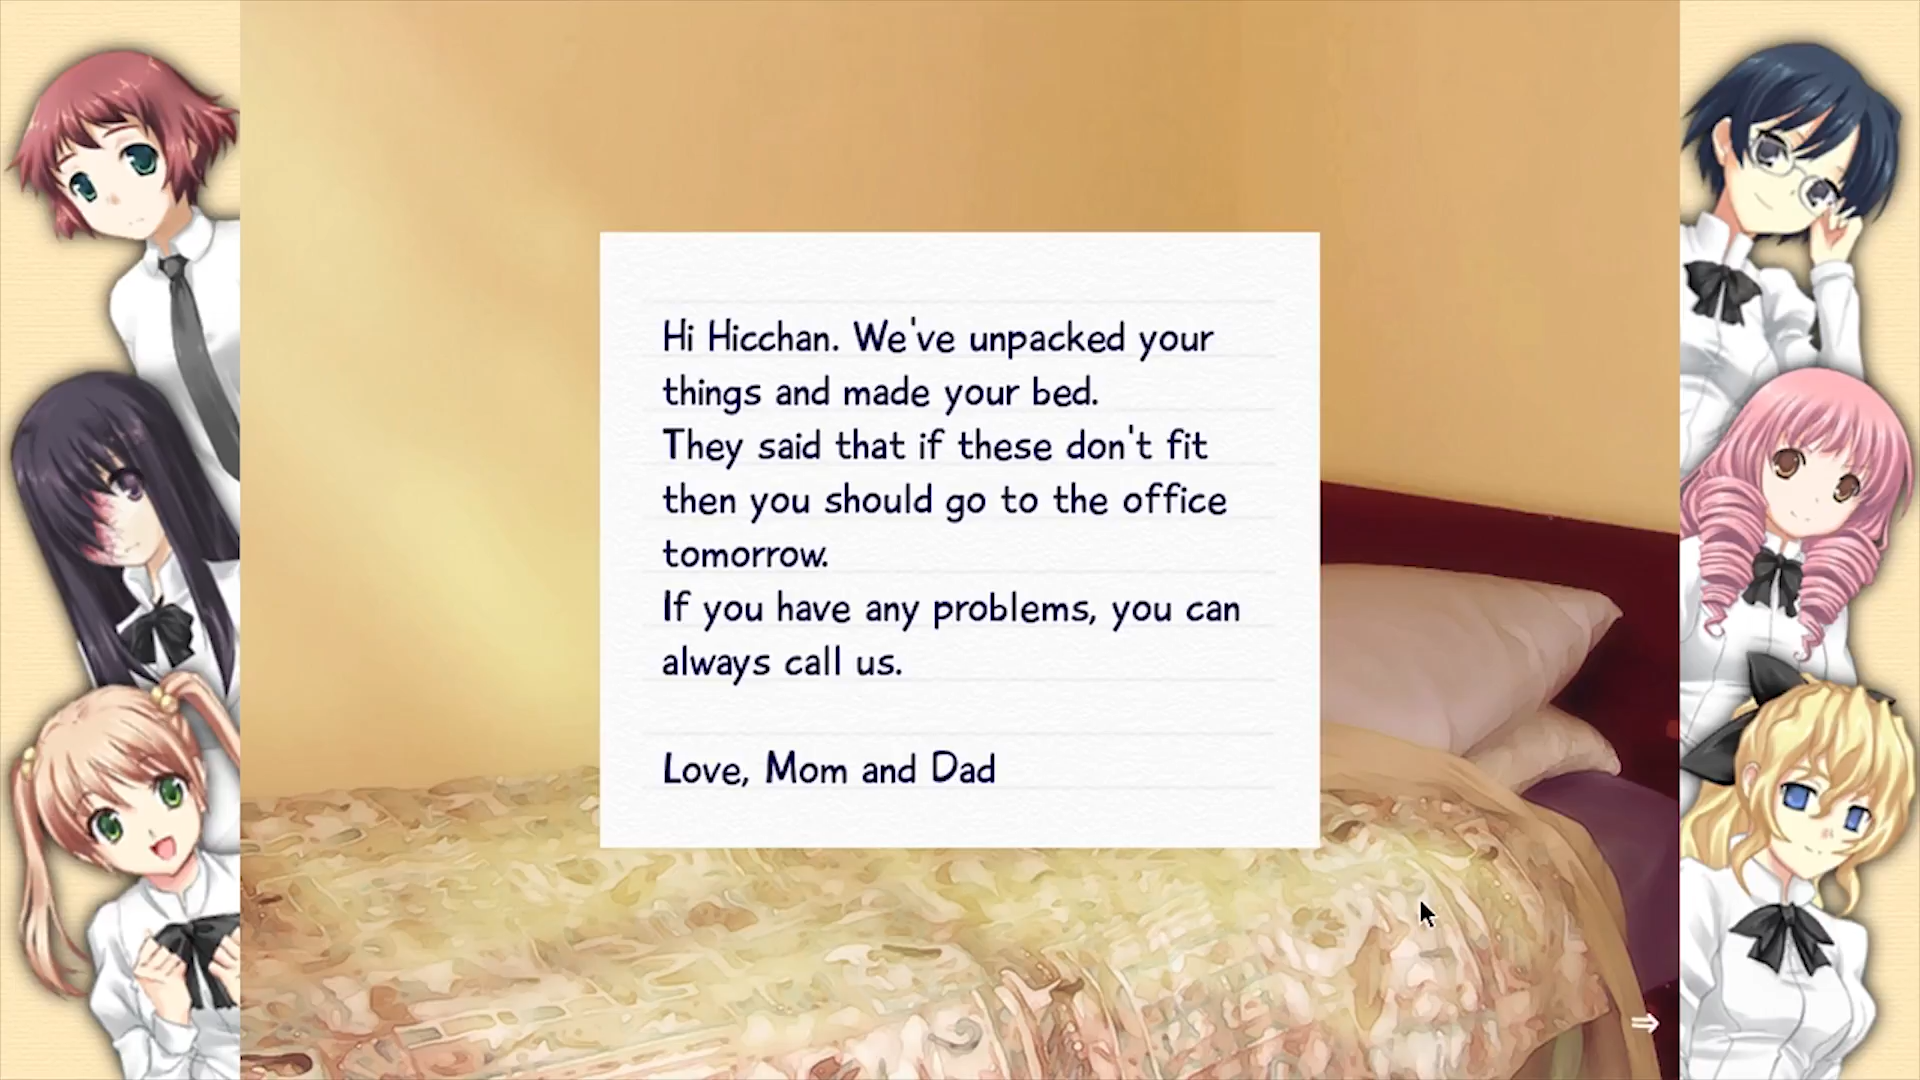 Hi Hicchan. We've unpacked your
things and made your bed.
They said that if these don't fit
then you should go to the office
tomorrow.
If you have any problems, you can
always call us.
Love, Mom and Dad